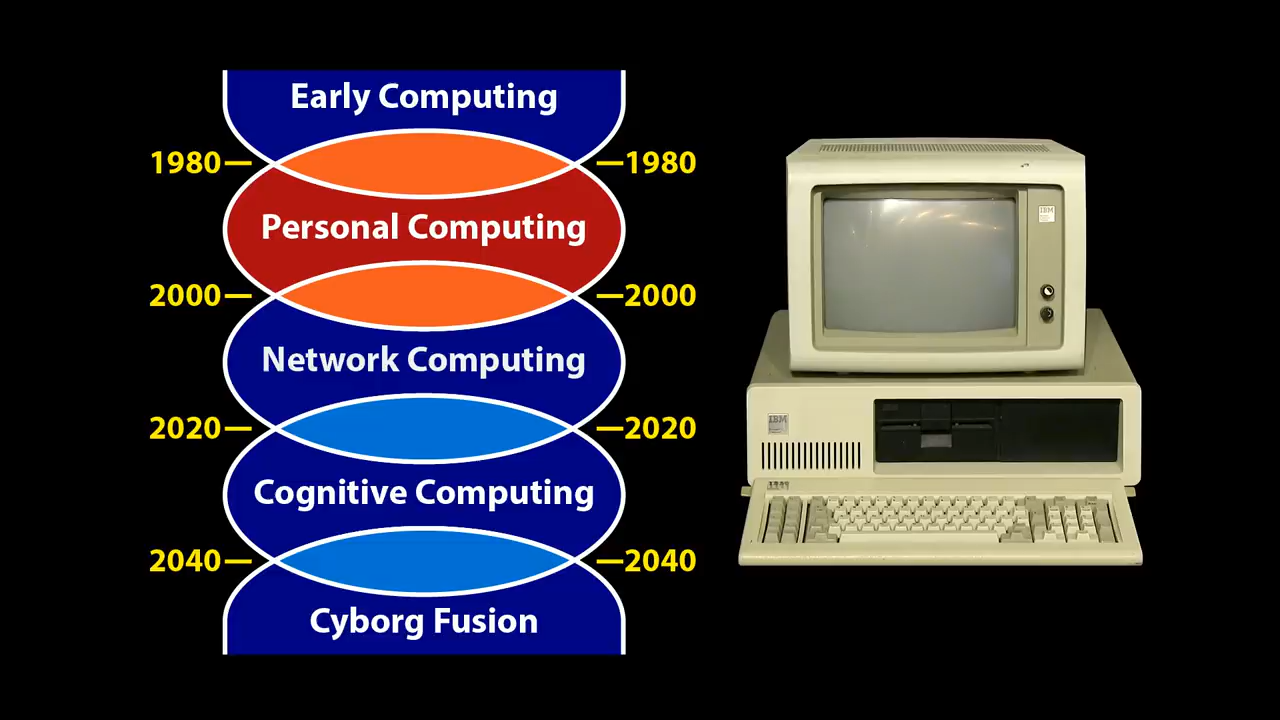 Early Computing
1980 1980
Personal Computing
2000 2000
Network Computing
2020 2020
Cognitive Computing
2040 2040
Cyborg Fusion
IBM
IBM